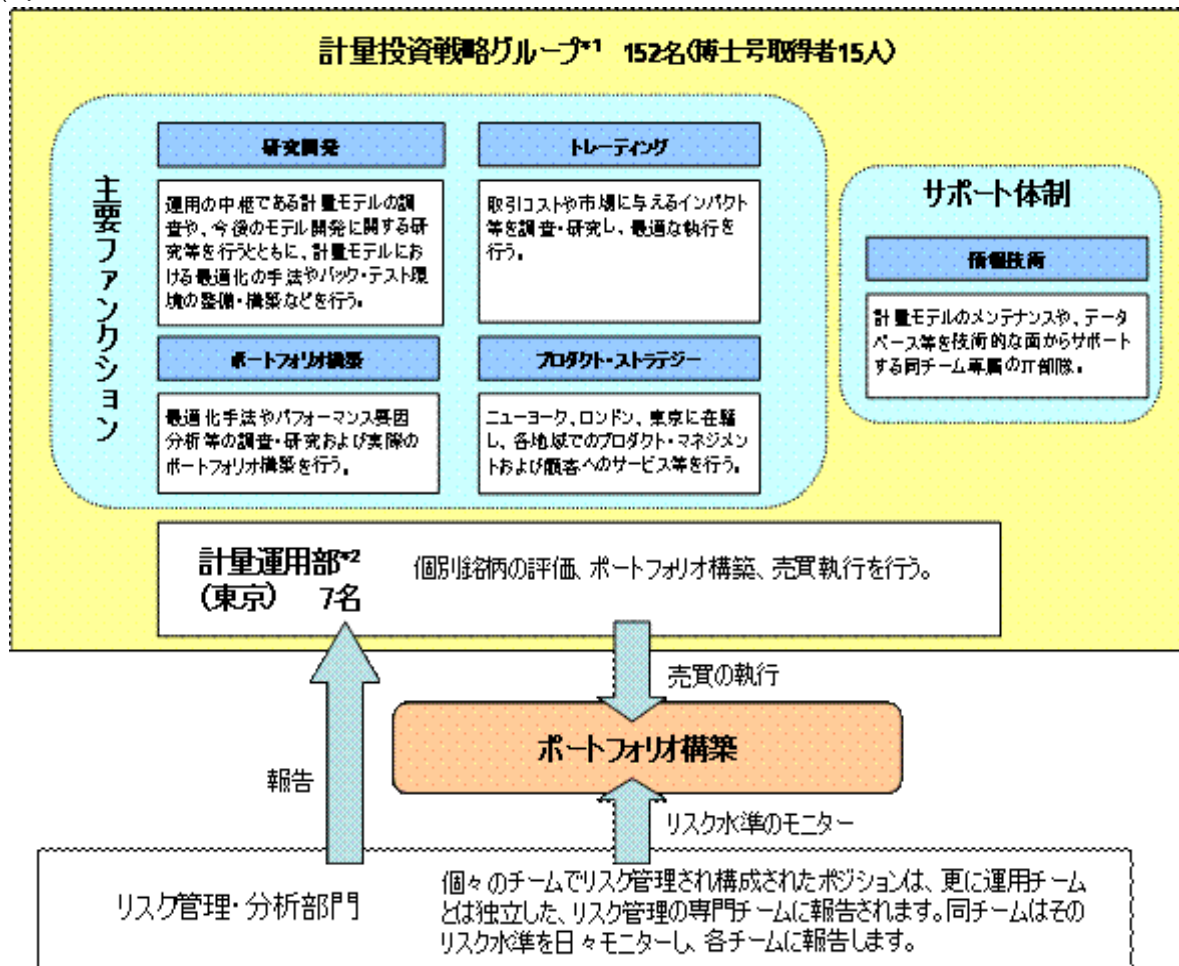 計量投資戦略グループ*1 152名(博士号取得者15人)
主要ファンクション
研究開発
運用の中枢である計量モデルの調
査や、今後のモデル開発に関する研
究等を行うとともに、計量モデルにお
ける最適化の手法やバック・テスト環
境の整備・構築などを行う。
トレーディング
取引コストや市場に与えるインパクト
等を調査・研究し、最適な執行を
行う。
ポートフォリオ構築
最適化手法やパフォーマンス要因
分析等の調査・研究および実際の
ポートフォリオ構築を行う。
プロダクト・ストラテジー
ニューヨーク、ロンドン、東京に在籍
し、各地域でのプロダクト・マネジメン
トおよび顧客へのサービス等を行う。
サポート体制
情報技術
計量モデルのメンテナンスや、データ
ベース等を技術的な面からサポート
する同チーム専属のIT部隊。
計量運用部*2
(東京) 7名
個別銘柄の評価、ポートフォリオ構築、売買執行を行う。
売買の執行
ポートフォリオ構築
報告
リスク水準のモニター
リスク管理・分析部門
個々のチームでリスク管理され構成されたポジションは、更に運用チーム
とは独立した、リスク管理の専門チームに報告されます。同チームはその
リスク水準を日々モニターし、各チームに報告します。